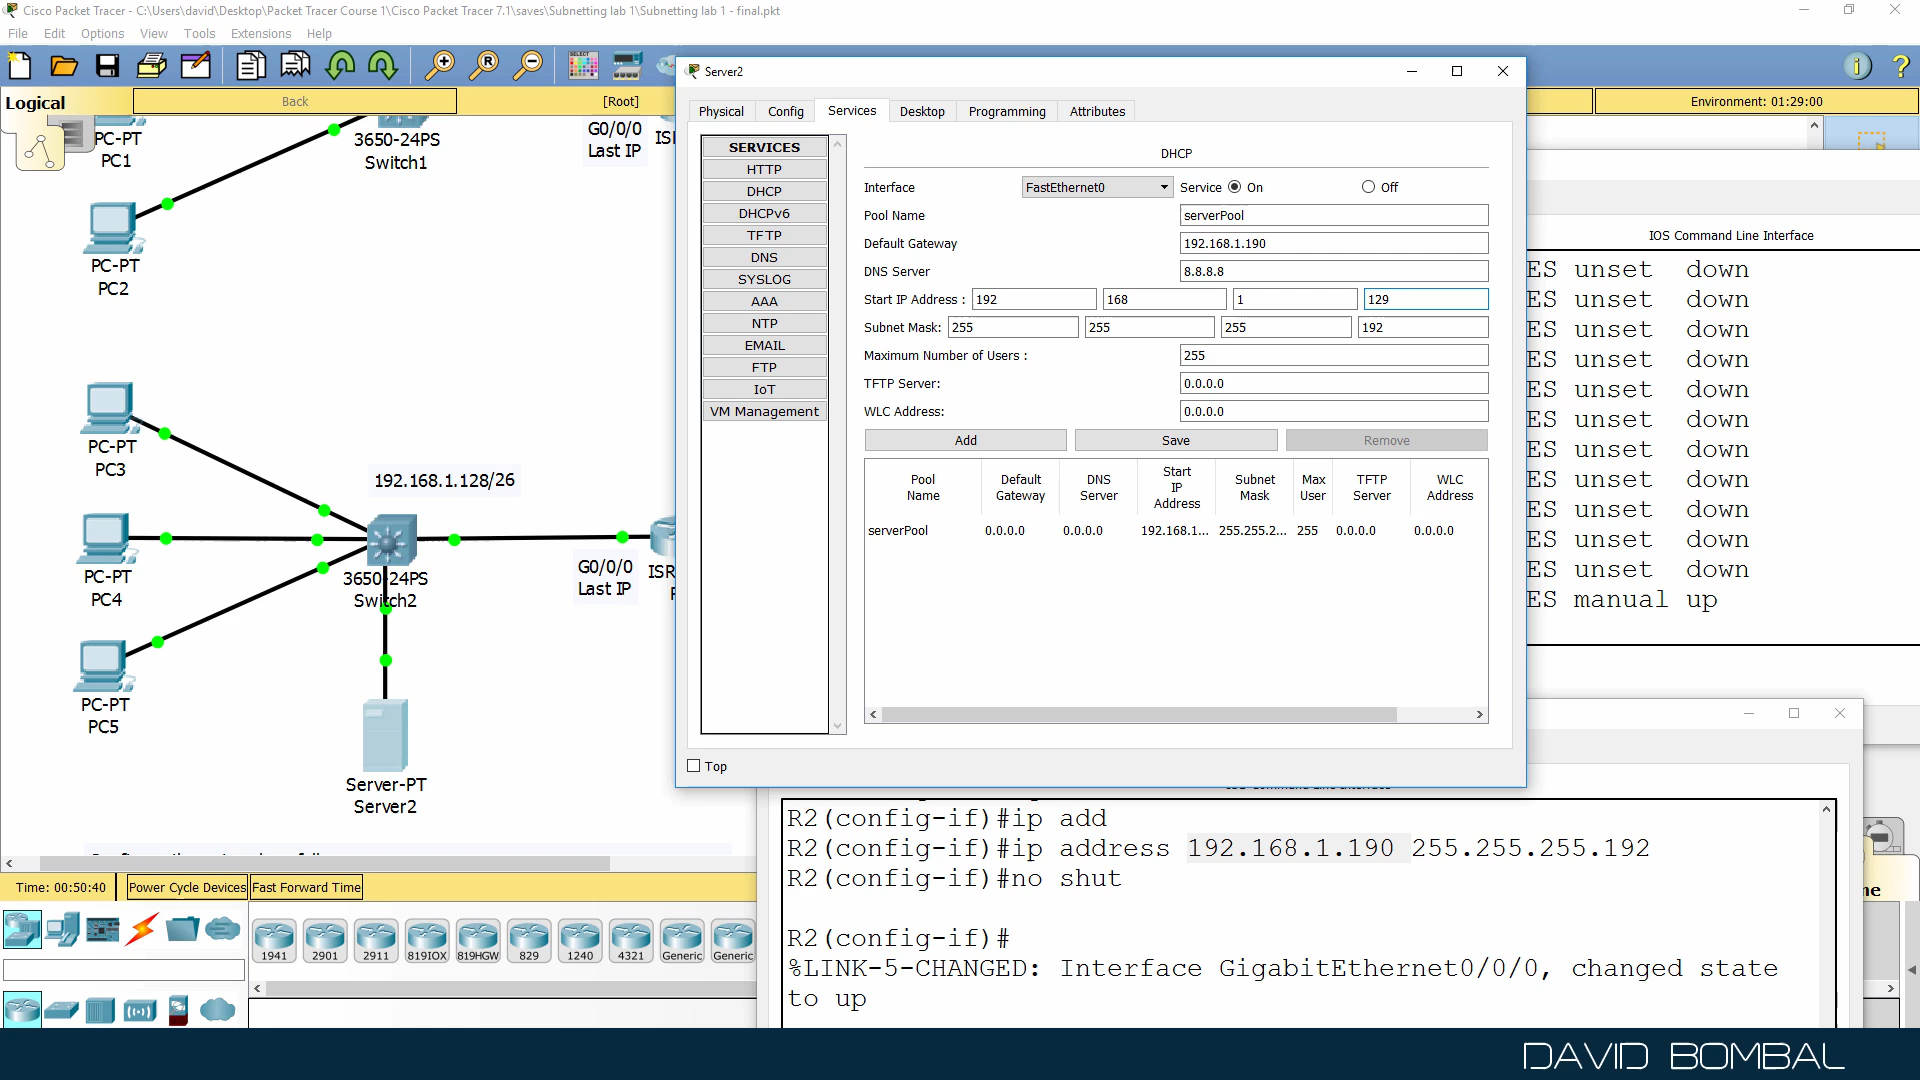 Cisco Packet Tracer - C:\Users\david\Desktop\Packet Tracer Course 1\Cisco Packet Tracer 7.1\saves\Subnetting lab 1\Subnetting lab 1 - final.pkt
File Edit Options View Tools Extensions Help
Logical
Back
[Root]
Environment: 01:29:00
PC-PT
PC1
3650-24PS
Switch1
G0/0/0
Last IP
PC-PT
PC2
PC-PT
PC3
192.168.1.128/26
PC-PT
PC4
3650-24PS
Switch2
G0/0/0
Last IP
PC-PT
PC5
Server-PT
Server2
Server2
Physical Config Services Desktop Programming Attributes
SERVICES
HTTP
DHCP
DHCPv6
TFTP
DNS
SYSLOG
AAA
NTP
EMAIL
FTP
IoT
VM Management
DHCP
Interface FastEthernet0 Service On Off
Pool Name serverPool
Default Gateway 192.168.1.190
DNS Server 8.8.8.8
Start IP Address : 192 168 1 129
Subnet Mask: 255 255 255 192
Maximum Number of Users : 255
TFTP Server: 0.0.0.0
WLC Address: 0.0.0.0
Add Save Remove
Pool Name Default Gateway DNS Server Start IP Address Subnet Mask Max User TFTP Server WLC Address
serverPool 0.0.0.0 0.0.0.0 192.168.1... 255.255.2... 255 0.0.0.0 0.0.0.0
Top
IOS Command Line Interface
ES unset down
ES unset down
ES unset down
ES unset down
ES unset down
ES unset down
ES unset down
ES unset down
ES unset down
ES unset down
ES unset down
ES manual up
R2(config-if)#ip add
R2(config-if)#ip address 192.168.1.190 255.255.255.192
R2(config-if)#no shut
R2(config-if)#
%LINK-5-CHANGED: Interface GigabitEthernet0/0/0, changed state
to up
Time: 00:50:40 Power Cycle Devices Fast Forward Time
1941 2901 2911 819IOX 819HGW 829 1240 4321 Generic Generic
DAVID BOMBAL